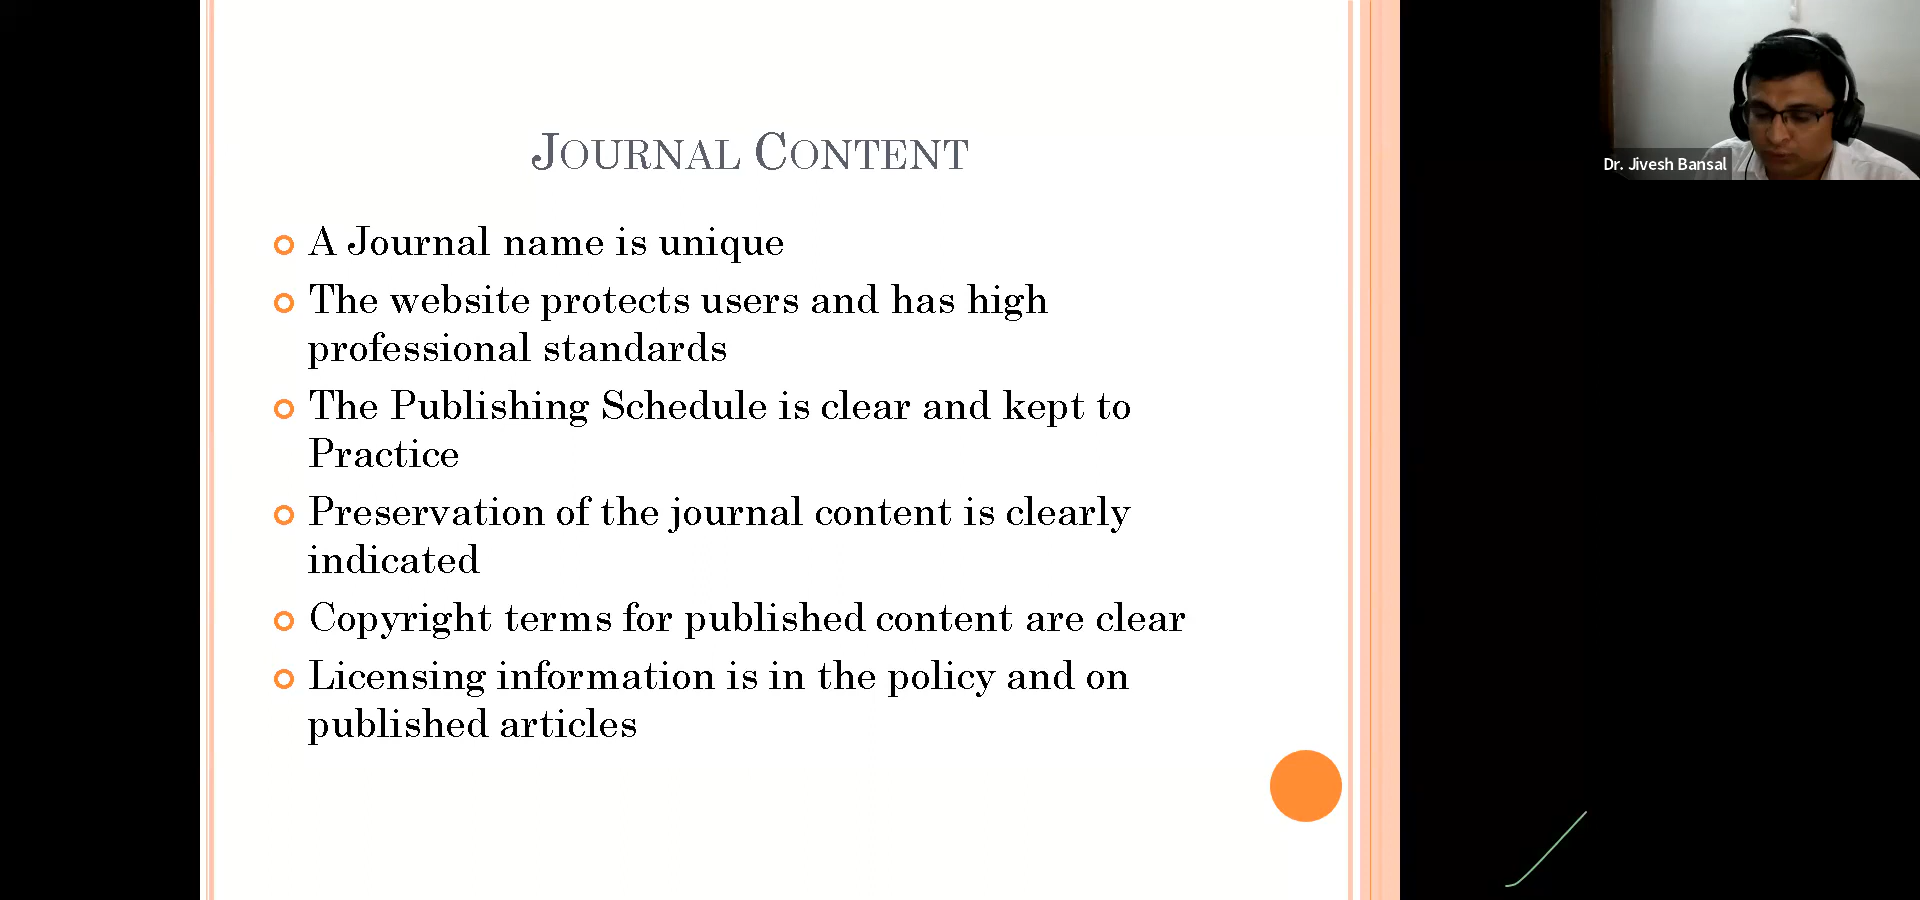 JOURNAL CONTENT
A Journal name is unique
The website protects users and has high
professional standards
The Publishing Schedule is clear and kept to
Practice
Preservation of the journal content is clearly
indicated
Copyright terms for published content are clear
Licensing information is in the policy and on
published articles
Dr. Jivesh Bansal